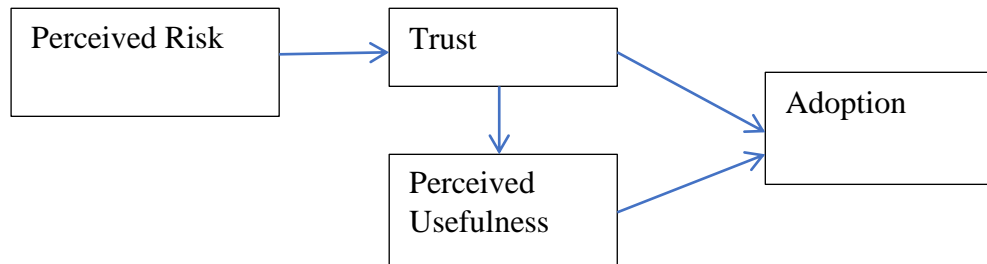 Perceived Risk
Trust
Adoption
Perceived
Usefulness